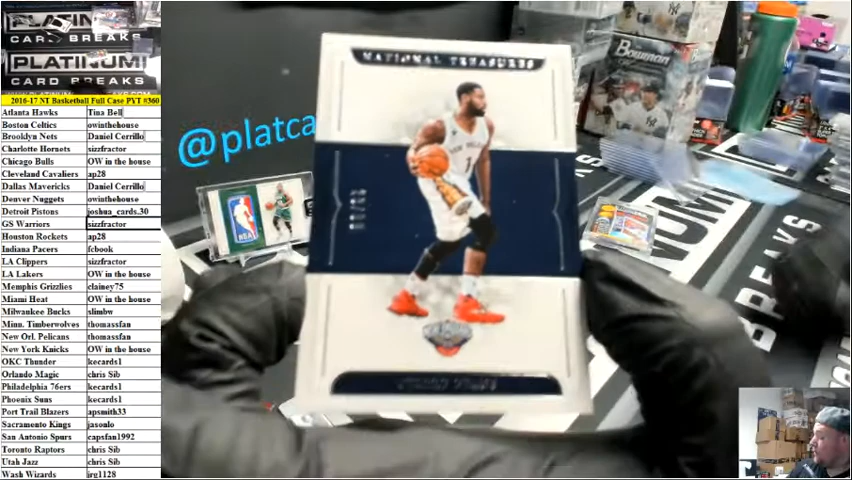 PLATINUM
CARD BREAKS
PLATINUM
CARD BREAKS
2016-17 NT Basketball Full Case PYT #360
Atlanta Hawks Tina Bell
Boston Celtics owinthehouse
Brooklyn Nets Daniel Cerrillo
Charlotte Hornets sizzfractor
Chicago Bulls OW in the house
Cleveland Cavaliers ap28
Dallas Mavericks Daniel Cerrillo
Denver Nuggets owinthehouse
Detroit Pistons joshua_cards.30
GS Warriors sizzfractor
Houston Rockets ap28
Indiana Pacers fcbook
LA Clippers sizzfractor
LA Lakers OW in the house
Memphis Grizzlies clainey75
Miami Heat OW in the house
Milwaukee Bucks slimbw
Minn. Timberwolves thomassfan
New Orl. Pelicans thomassfan
New York Knicks OW in the house
OKC Thunder kecards1
Orlando Magic chris Sib
Philadelphia 76ers kecards1
Phoenix Suns kecards1
Port Trail Blazers apsmith33
Sacramento Kings jasonlo
San Antonio Spurs capsfan1992
Toronto Raptors chris Sib
Utah Jazz chris Sib
Wash Wizards jrg1128
NATIONAL TREASURES
@platca
1
NBA
Bowman
BREAKS